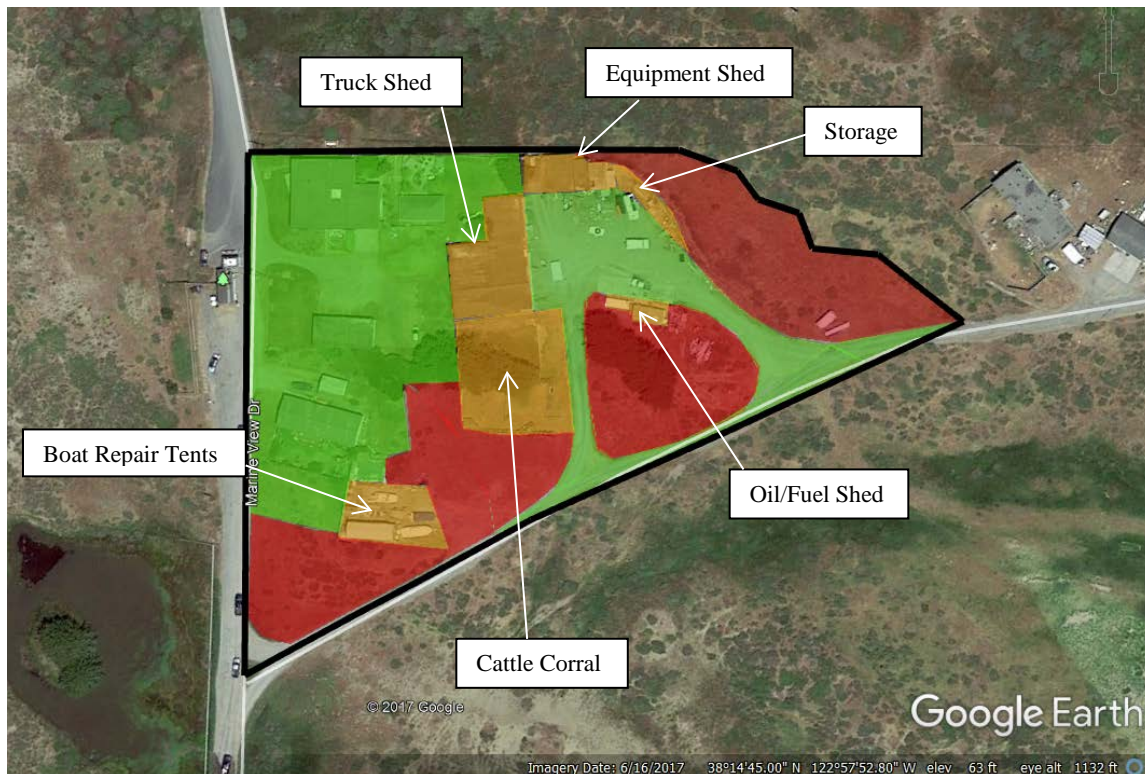 Equipment Shed
Truck Shed
Storage
Marine View Dr
Boat Repair Tents
Oil/Fuel Shed
Cattle Corral
© 2017 Google
Google Earth
Imagery Date: 6/16/2017 38°14'45.00" N 122°57'52.80" W elev 63 ft eye alt 1132 ft